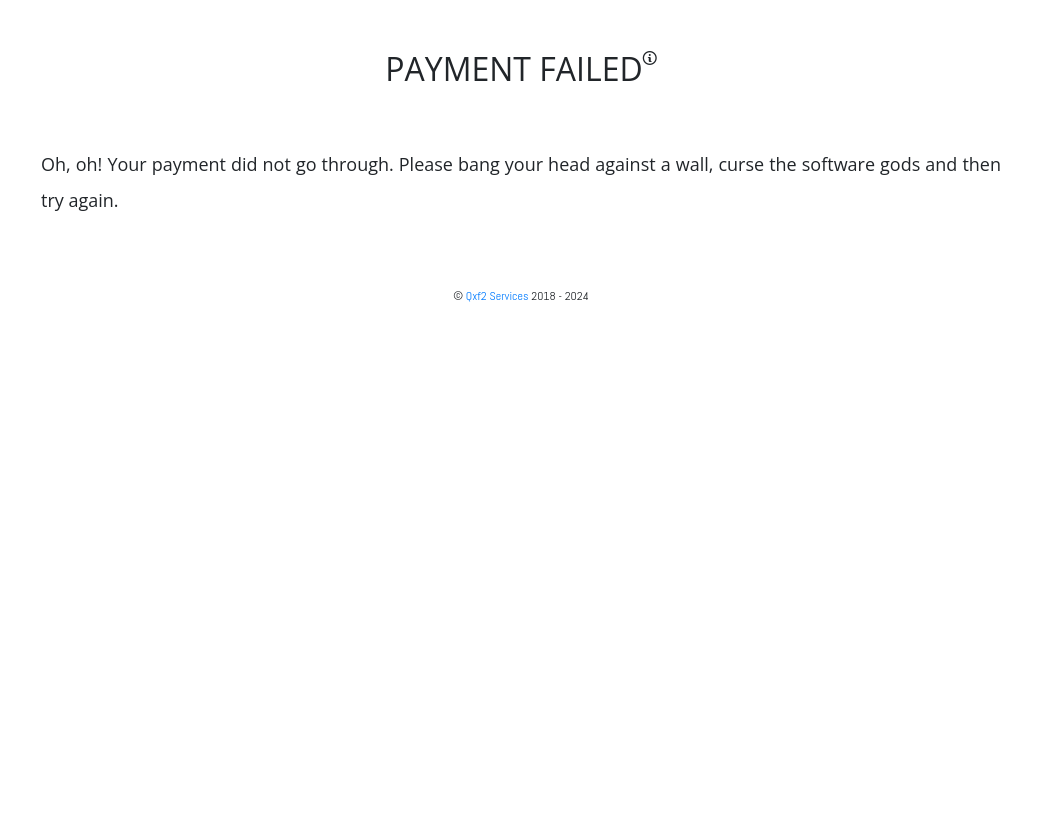 PAYMENT FAILED
Oh, oh! Your payment did not go through. Please bang your head against a wall, curse the software gods and then
try again.
© Qxf2 Services 2018 - 2024